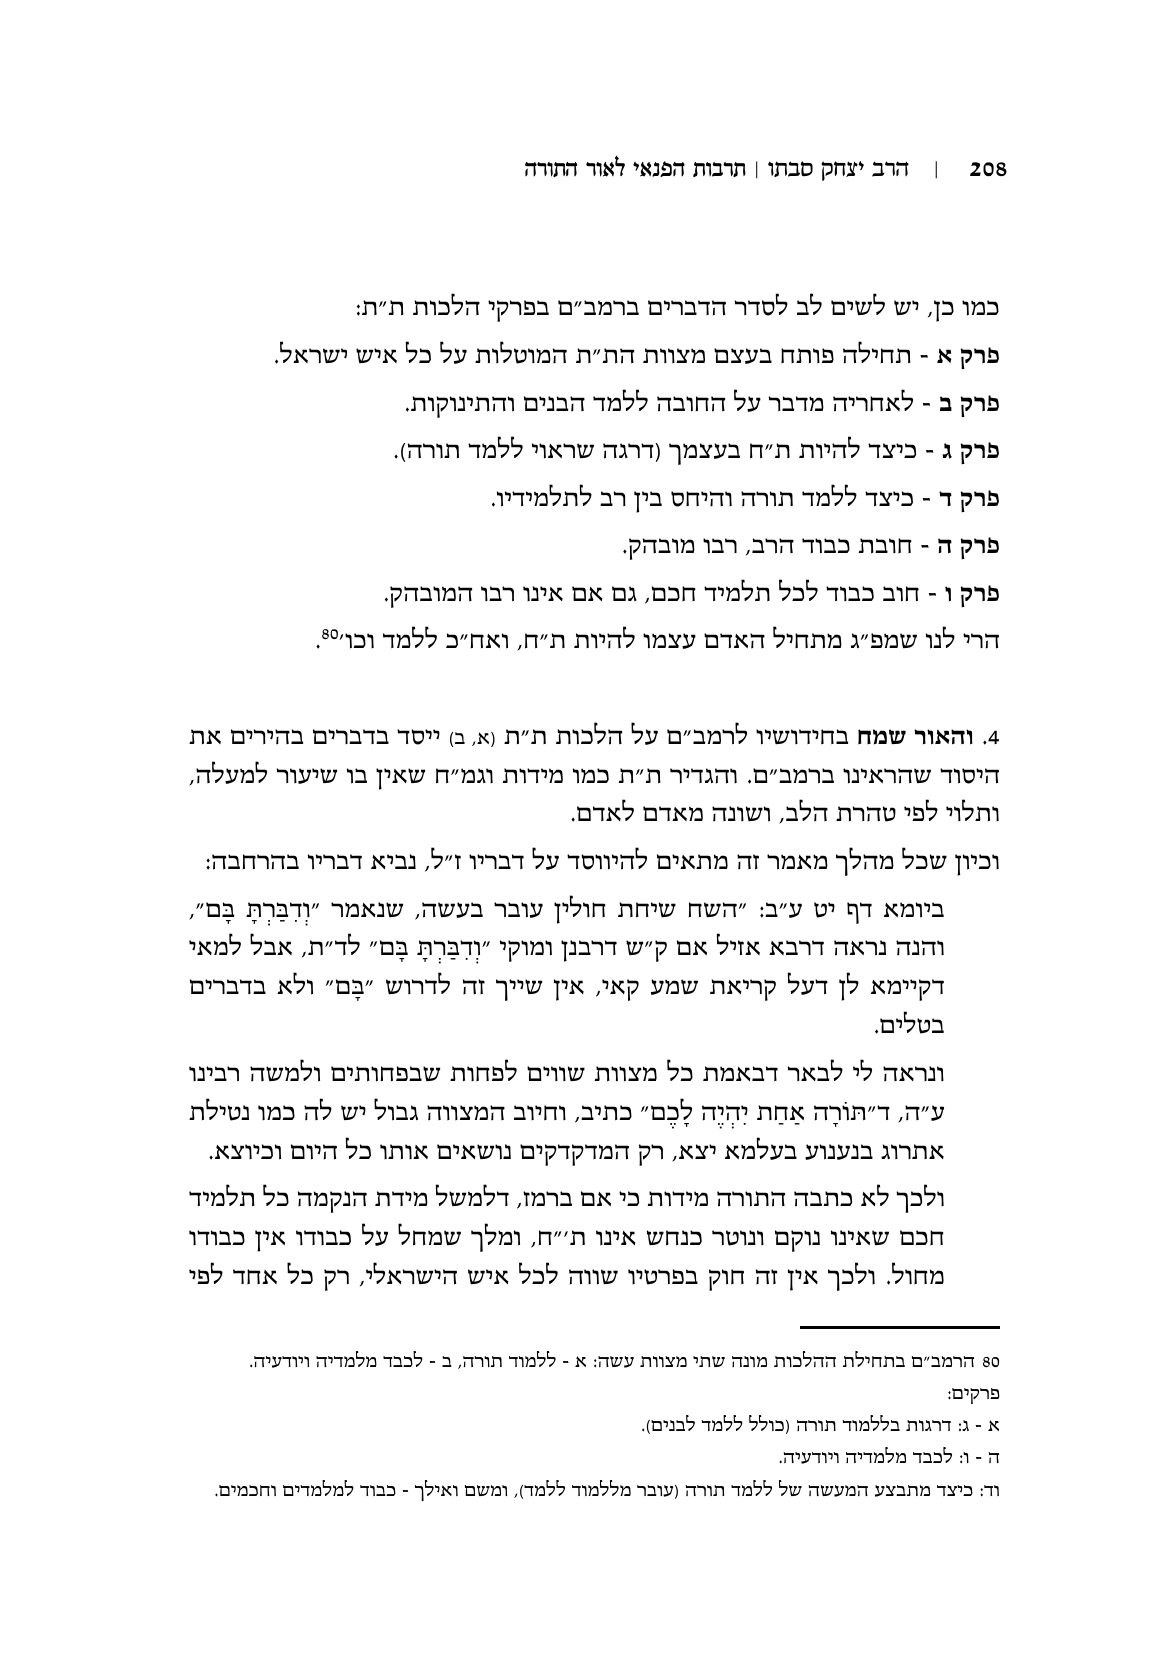 208 | הרב יצחק סבתו | תרבות הפנאי לאור התורה
כמו כן, יש לשים לב לסדר הדברים ברמב״ם בפרקי הלכות ת״ת:
פרק א - תחילה פותח בעצם מצוות הת״ת המוטלות על כל איש ישראל.
פרק ב - לאחריה מדבר על החובה ללמד הבנים והתינוקות.
פרק ג - כיצד להיות ת״ח בעצמך (דרגה שראוי ללמד תורה).
פרק ד - כיצד ללמד תורה והיחס בין רב לתלמידיו.
פרק ה - חובת כבוד הרב, רבו מובהק.
פרק ו - חוב כבוד לכל תלמיד חכם, גם אם אינו רבו המובהק.
הרי לנו שמפ״ג מתחיל האדם עצמו להיות ת״ח, ואח״כ ללמד וכו׳80.
4. והאור שמח בחידושיו לרמב״ם על הלכות ת״ת (א, ב) ייסד בדברים בהירים את
היסוד שהראינו ברמב״ם. והגדיר ת״ת כמו מידות וגמ״ח שאין בו שיעור למעלה,
ותלוי לפי טהרת הלב, ושונה מאדם לאדם.
וכיון שכל מהלך מאמר זה מתאים להיווסד על דבריו ז״ל, נביא דבריו בהרחבה:
ביומא דף יט ע״ב: ״השח שיחת חולין עובר בעשה, שנאמר ״וְדִבַּרְתָּ בָּם״,
והנה נראה דרבא אזיל אם ק״ש דרבנן ומוקי ״וְדִבַּרְתָּ בָּם״ לד״ת, אבל למאי
דקיימא לן דעל קריאת שמע קאי, אין שייך זה לדרוש ״בָּם״ ולא בדברים
בטלים.
ונראה לי לבאר דבאמת כל מצוות שווים לפחות שבפחותים ולמשה רבינו
ע״ה, ד״תּוֹרָה אַחַת יִהְיֶה לָכֶם״ כתיב, וחיוב המצווה גבול יש לה כמו נטילת
אתרוג בנענוע בעלמא יצא, רק המדקדקים נושאים אותו כל היום וכיוצא.
ולכך לא כתבה התורה מידות כי אם ברמז, דלמשל מידת הנקמה כל תלמיד
חכם שאינו נוקם ונוטר כנחש אינו ת׳״ח, ומלך שמחל על כבודו אין כבודו
מחול. ולכך אין זה חוק בפרטיו שווה לכל איש הישראלי, רק כל אחד לפי
80 הרמב״ם בתחילת ההלכות מונה שתי מצוות עשה: א - ללמוד תורה, ב - לכבד מלמדיה ויודעיה.
פרקים:
א - ג: דרגות בללמוד תורה (כולל ללמד לבנים).
ה - ו: לכבד מלמדיה ויודעיה.
וד: כיצד מתבצע המעשה של ללמד תורה (עובר מללמוד ללמד), ומשם ואילך - כבוד למלמדים וחכמים.